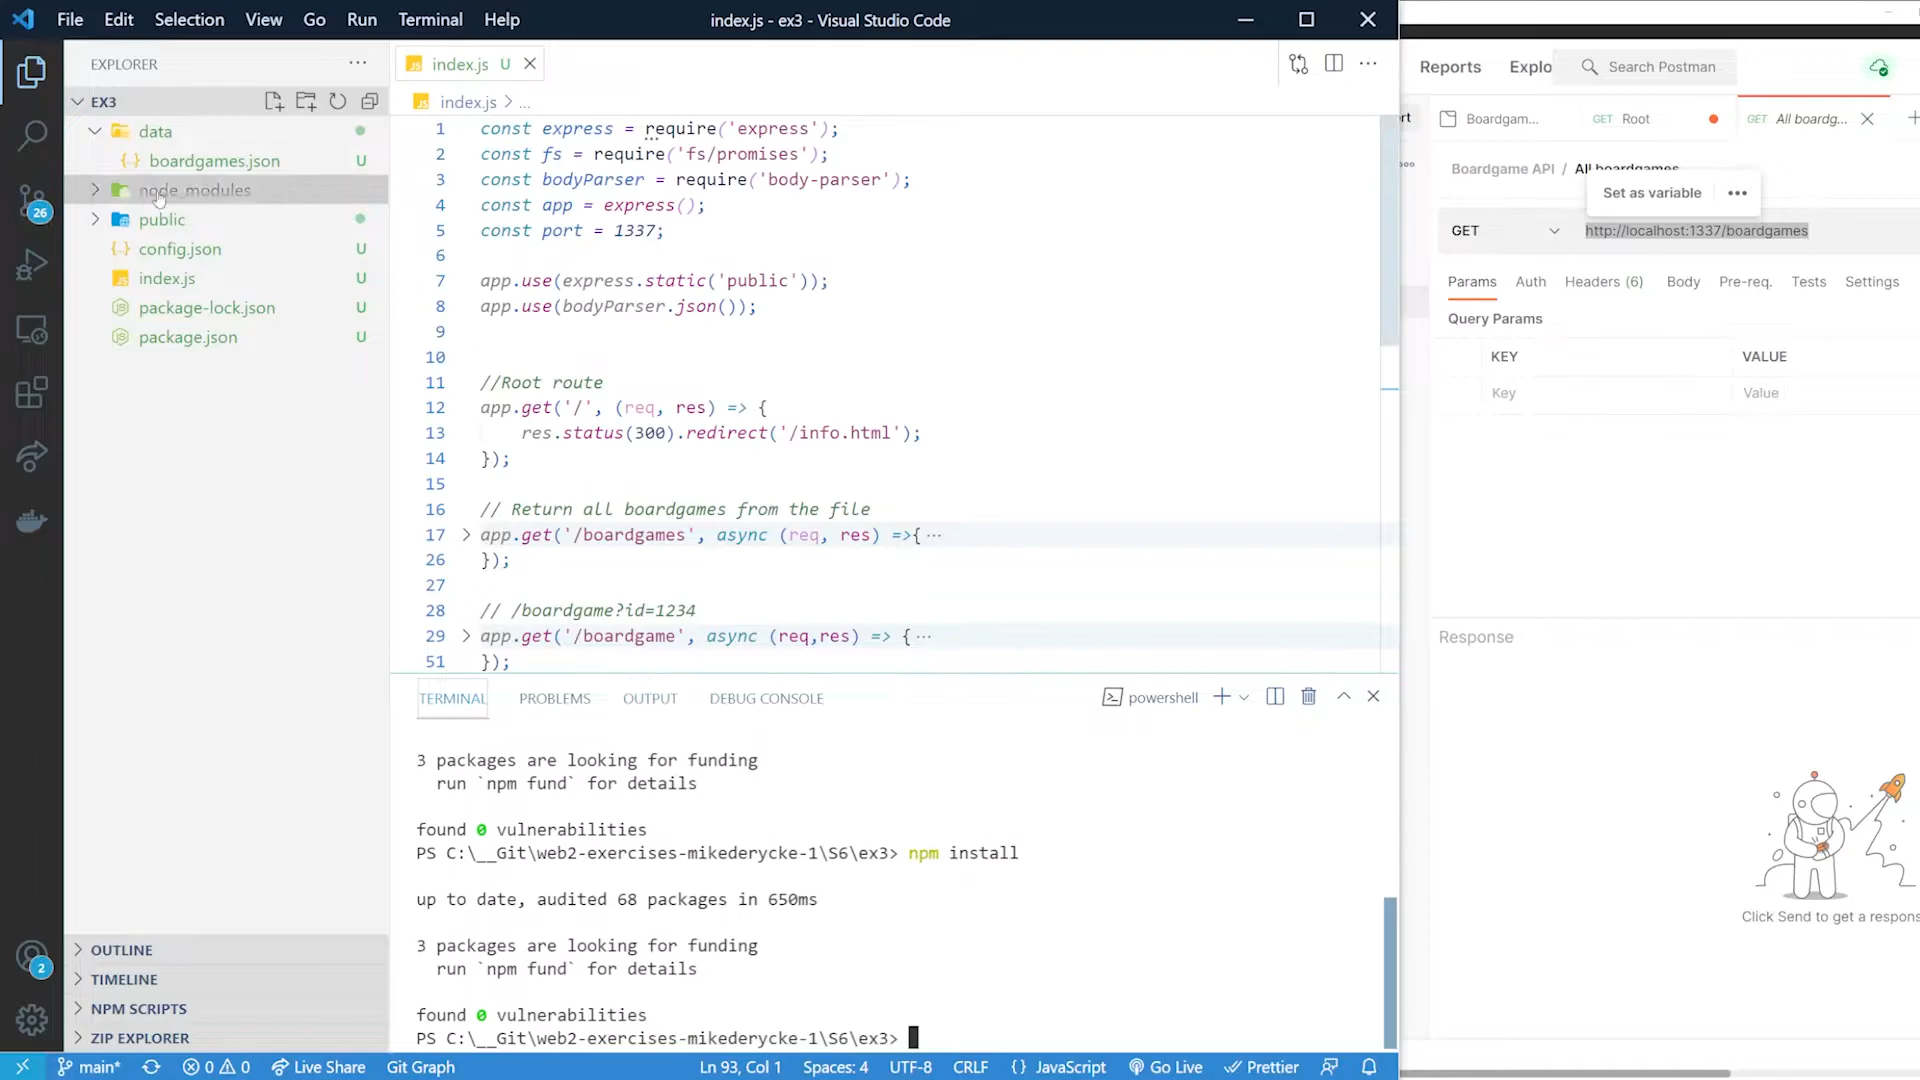 File Edit Selection View Go Run Terminal Help
index.js - ex3 - Visual Studio Code
EXPLORER
EX3
data
boardgames.json U
node_modules
public
config.json U
index.js U
package-lock.json U
package.json U
OUTLINE
TIMELINE
NPM SCRIPTS
ZIP EXPLORER
26
2
index.js U
index.js > ...
1 const express = require('express');
2 const fs = require('fs/promises');
3 const bodyParser = require('body-parser');
4 const app = express();
5 const port = 1337;
6
7 app.use(express.static('public'));
8 app.use(bodyParser.json());
9
10
11 //Root route
12 app.get('/', (req, res) => {
13 res.status(300).redirect('/info.html');
14 });
15
16 // Return all boardgames from the file
17 app.get('/boardgames', async (req, res) =>{ ...
26 });
27
28 // /boardgame?id=1234
29 app.get('/boardgame', async (req,res) => { ...
51 });
TERMINAL PROBLEMS OUTPUT DEBUG CONSOLE
powershell
3 packages are looking for funding
run `npm fund` for details
found 0 vulnerabilities
PS C:\__Git\web2-exercises-mikederycke-1\S6\ex3> npm install
up to date, audited 68 packages in 650ms
3 packages are looking for funding
run `npm fund` for details
found 0 vulnerabilities
PS C:\__Git\web2-exercises-mikederycke-1\S6\ex3>
main* 0 0 Live Share Git Graph Ln 93, Col 1 Spaces: 4 UTF-8 CRLF {} JavaScript Go Live Prettier
Reports Explo Search Postman
rt Boardgam... GET Root GET All boardg...
Boardgame API / All boardgames
Set as variable
GET http://localhost:1337/boardgames
Params Auth Headers (6) Body Pre-req. Tests Settings
Query Params
KEY VALUE
Key Value
Response
Click Send to get a respons